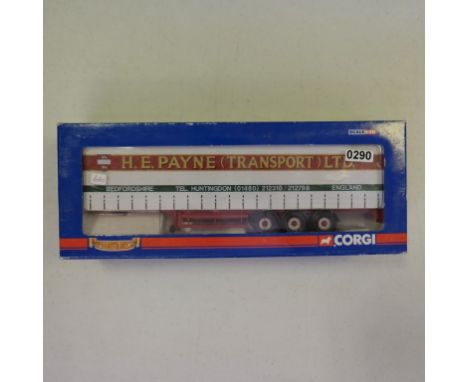 H.E. PAYNE (TRANSPORT) LTD.
0290
BEDFORDSHIRE TEL. HUNTINGDON (01480) 212310 / 212798 ENGLAND
CORGI